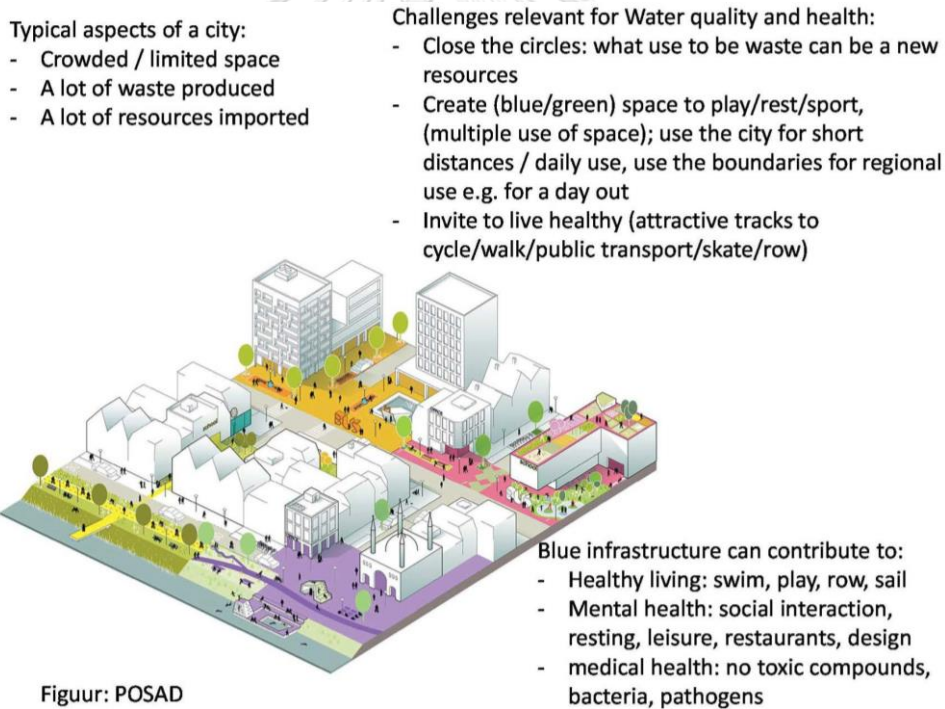 Typical aspects of a city:
- Crowded / limited space
- A lot of waste produced
- A lot of resources imported
Challenges relevant for Water quality and health:
- Close the circles: what use to be waste can be a new
resources
- Create (blue/green) space to play/rest/sport,
(multiple use of space); use the city for short
distances / daily use, use the boundaries for regional
use e.g. for a day out
- Invite to live healthy (attractive tracks to
cycle/walk/public transport/skate/row)
Blue infrastructure can contribute to:
- Healthy living: swim, play, row, sail
- Mental health: social interaction,
resting, leisure, restaurants, design
- medical health: no toxic compounds,
bacteria, pathogens
Figuur: POSAD